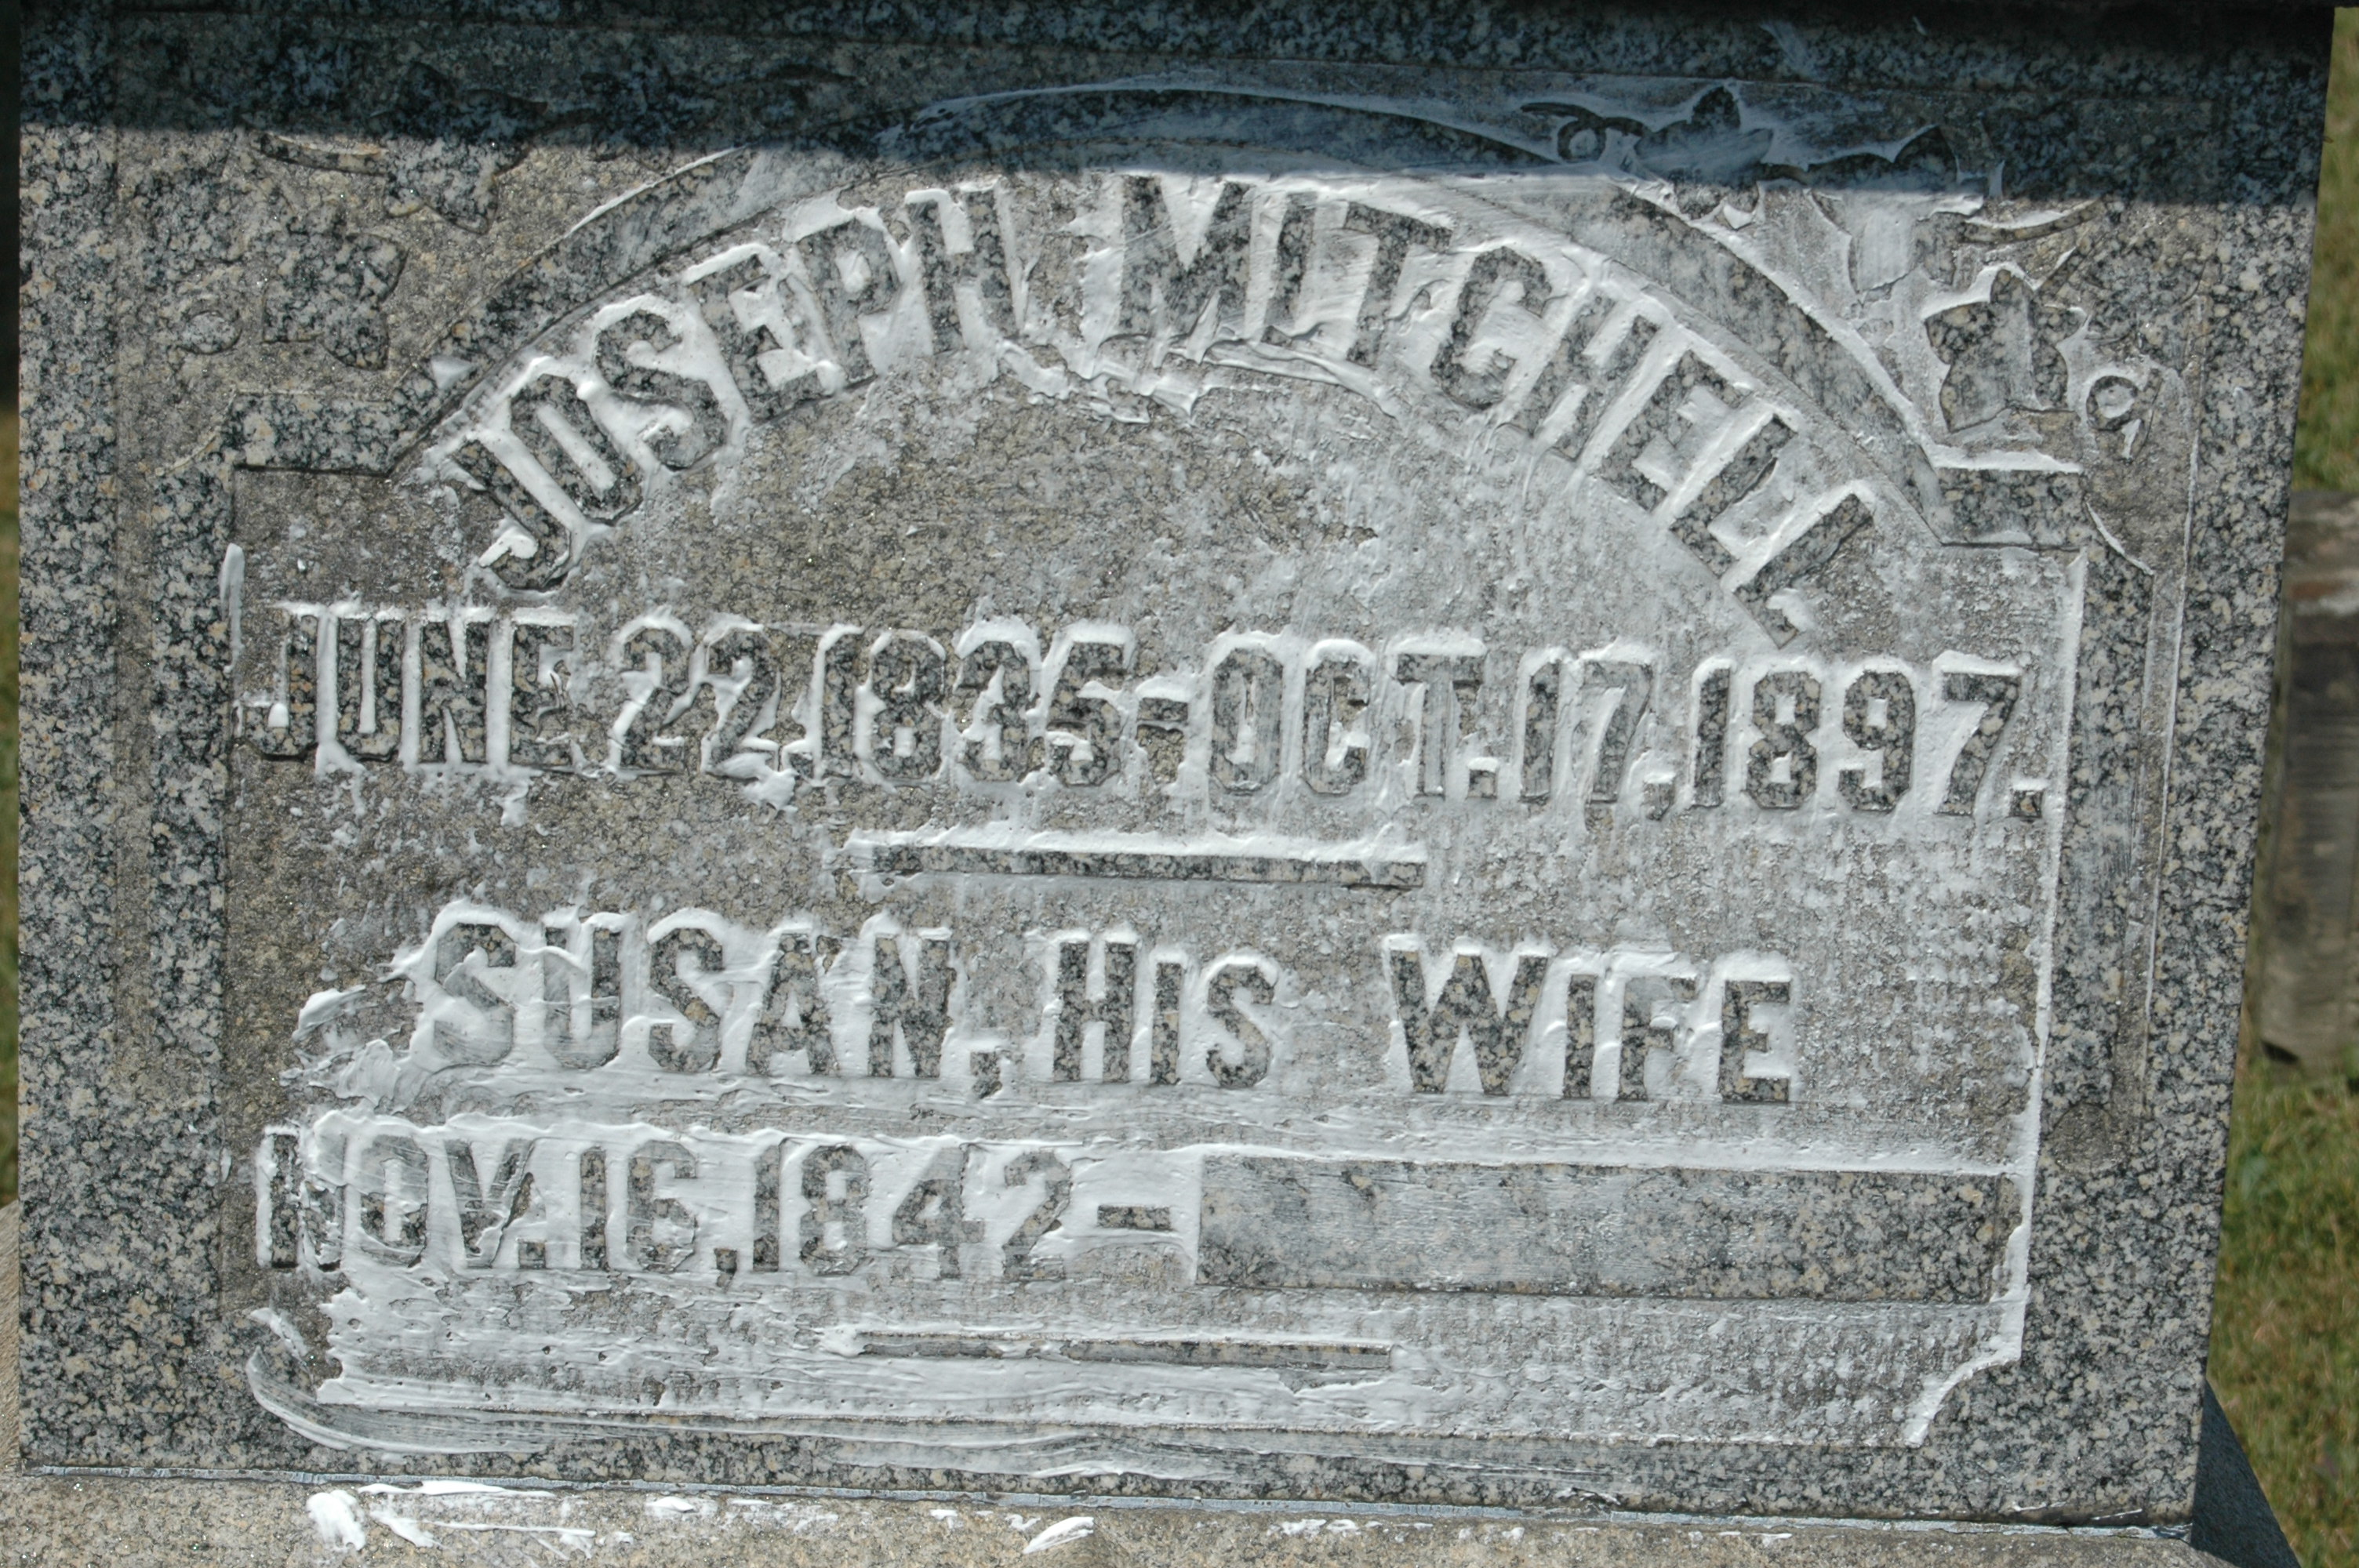 JOSEPH MITCHELL
JUNE 22, 1835-OCT. 17, 1897.
SUSAN, HIS WIFE
NOV. 16, 1842-